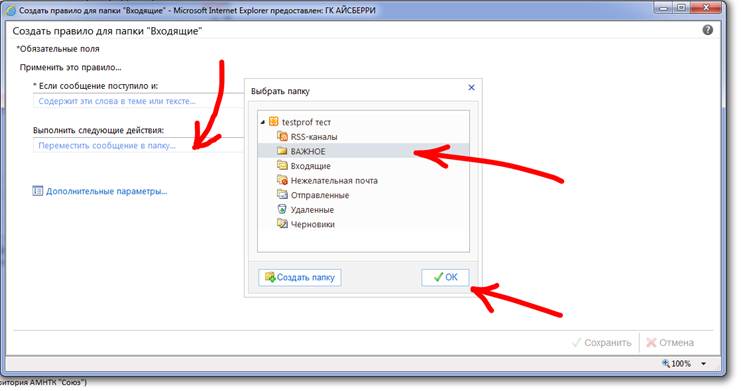 Создать правило для папки "Входящие" - Microsoft Internet Explorer предоставлен: ГК АЙСБЕРРИ
Создать правило для папки "Входящие"
*Обязательные поля
Применить это правило...
* Если сообщение поступило и:
Содержит эти слова в теме или тексте...
Выполнить следующие действия:
Переместить сообщение в папку...
Дополнительные параметры...
Выбрать папку
testprof тест
RSS-каналы
ВАЖНОЕ
Входящие
Нежелательная почта
Отправленные
Удаленные
Черновики
Создать папку
ОК
Сохранить
Отмена
100%
ритория АМНТК "Союз")